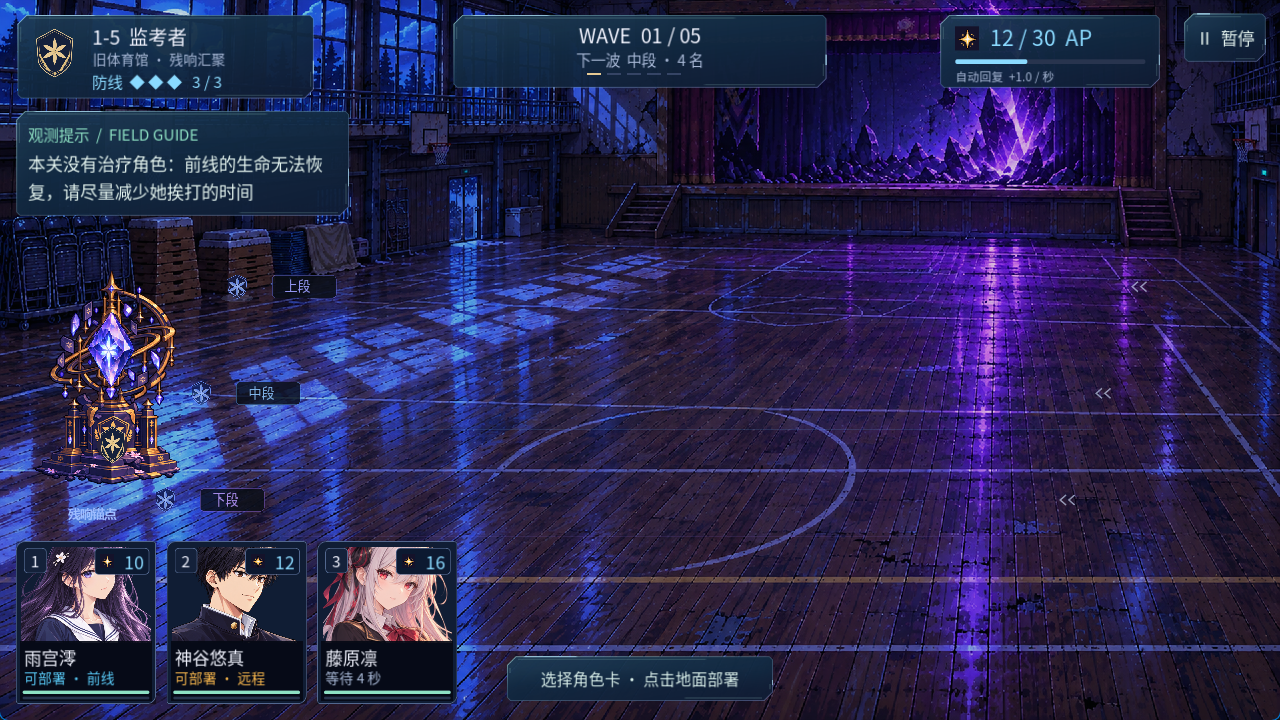 1-5 监考者
旧体育馆 · 残响汇聚
防线 3 / 3
WAVE 01 / 05
下一波 中段 · 4 名
12 / 30 AP
自动回复 +1.0 / 秒
暂停
观测提示 / FIELD GUIDE
本关没有治疗角色：前线的生命无法恢
复，请尽量减少她挨打的时间
上段
中段
下段
残响锚点
1 10
雨宫澪
可部署 · 前线
2 12
神谷悠真
可部署 · 远程
3 16
藤原凛
等待 4 秒
选择角色卡 · 点击地面部署